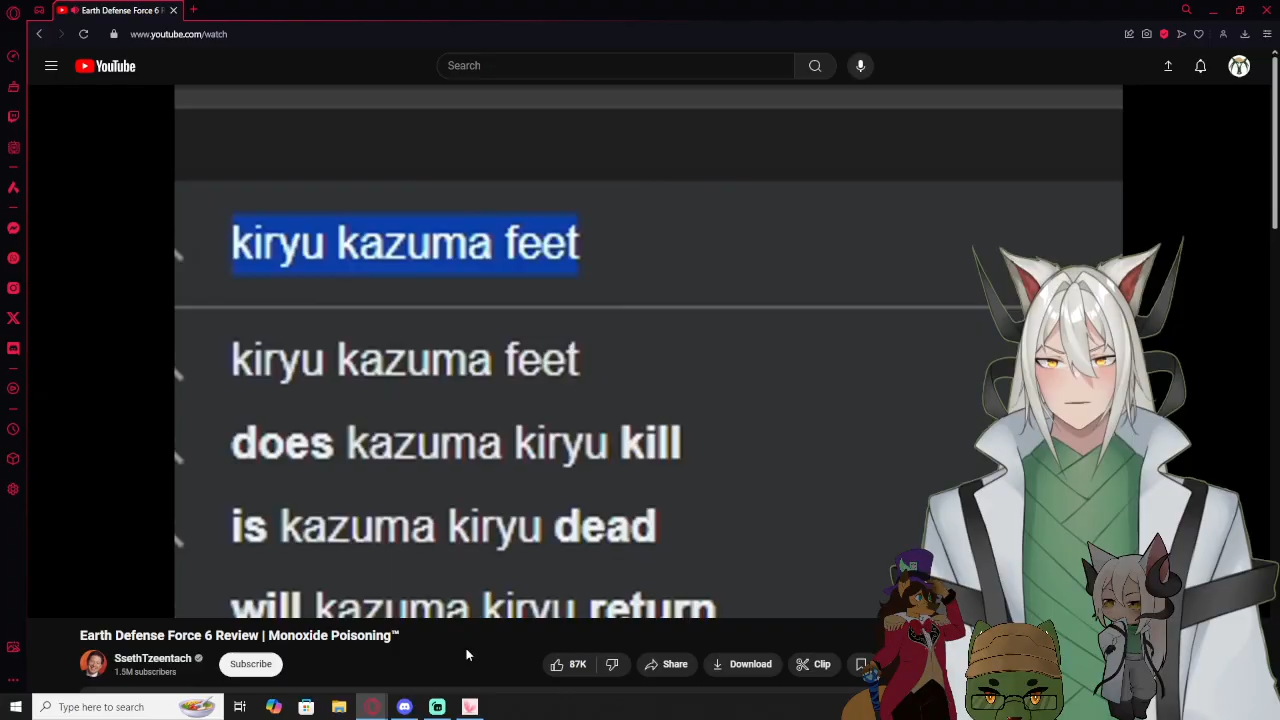 Earth Defense Force 6 R
www.youtube.com/watch
YouTube
Search
kiryu kazuma feet
kiryu kazuma feet
does kazuma kiryu kill
is kazuma kiryu dead
will kazuma kiryu return
Earth Defense Force 6 Review | Monoxide Poisoning™
SsethTzeentach
1.5M subscribers
Subscribe
87K
Share
Download
Clip
Type here to search